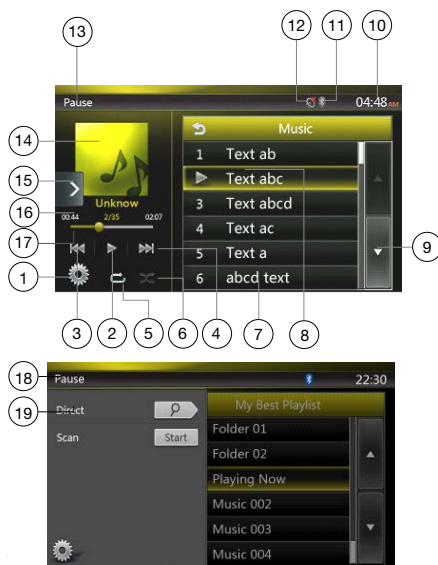 12
11
10
13
Pause
04:48 AM
14
Music
1 Text ab
Text abc
15
3 Text abcd
Unknow
16
00:44 2/35 02:07
4 Text ac
17
5 Text a
9
1
6 abcd text
3
2
5
6
4
7
8
18
Pause
22:30
19
Direct
My Best Playlist
Folder 01
Scan
Start
Folder 02
Playing Now
Music 002
Music 003
Music 004